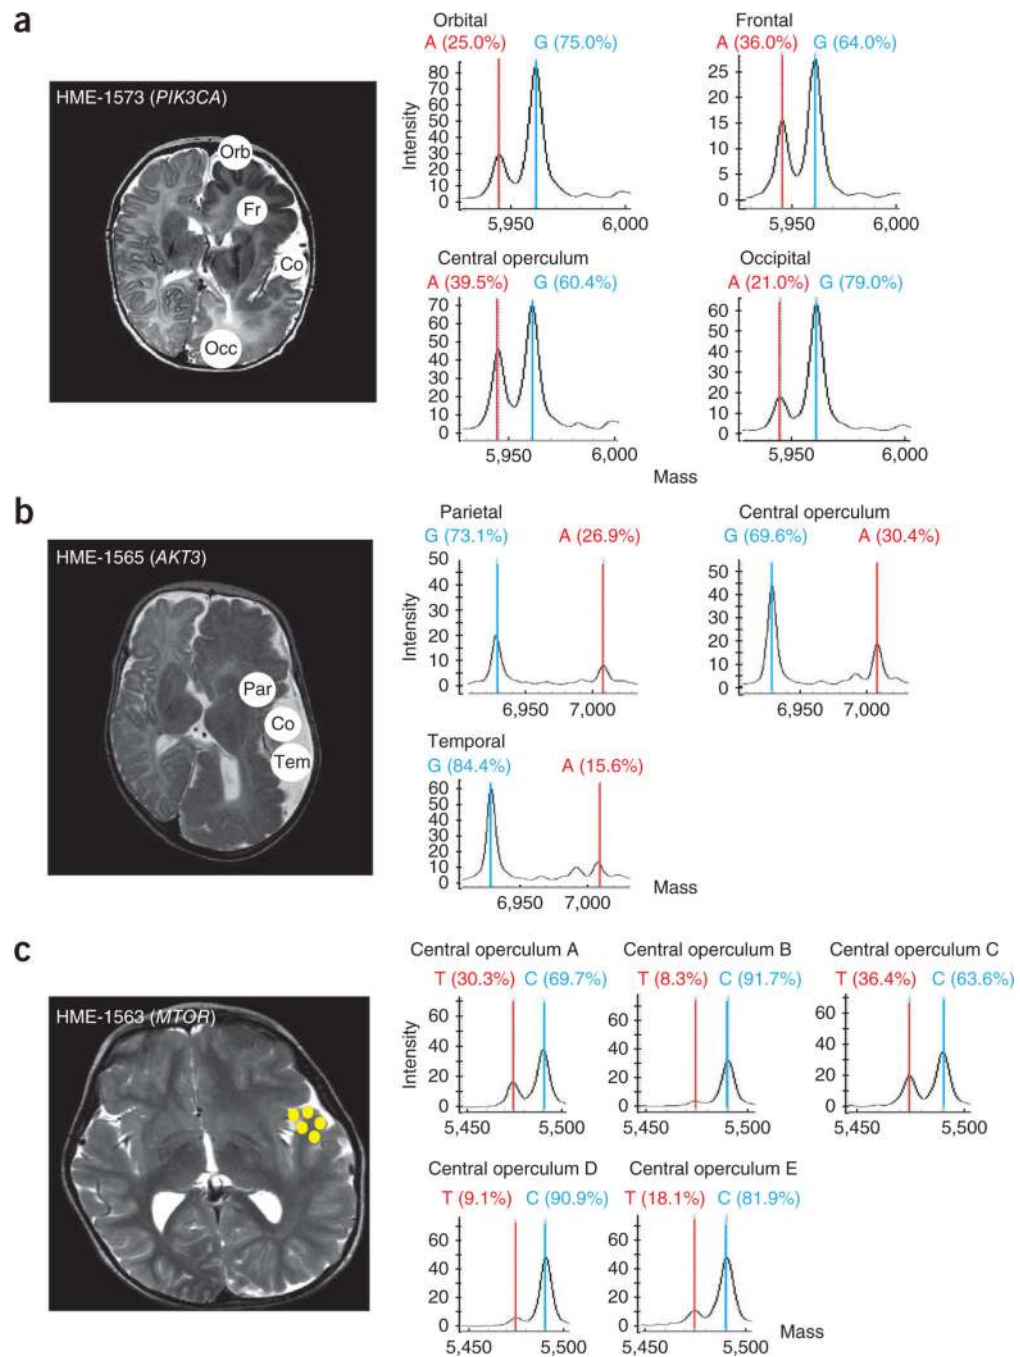 a
HME-1573 (PIK3CA)
Orb
Fr
Co
Occ
Orbital
A (25.0%) G (75.0%)
Intensity
80
70
60
50
40
30
20
10
0
5,950 6,000
Frontal
A (36.0%) G (64.0%)
25
20
15
10
5
0
5,950 6,000
Central operculum
A (39.5%) G (60.4%)
70
60
50
40
30
20
10
0
5,950 6,000
Occipital
A (21.0%) G (79.0%)
60
50
40
30
20
10
0
5,950 6,000
Mass
b
HME-1565 (AKT3)
Par
Co
Tem
Parietal
G (73.1%) A (26.9%)
Intensity
50
40
30
20
10
0
6,950 7,000
Central operculum
G (69.6%) A (30.4%)
50
40
30
20
10
0
6,950 7,000
Temporal
G (84.4%) A (15.6%)
60
50
40
30
20
10
0
6,950 7,000
Mass
c
HME-1563 (MTOR)
Central operculum A
T (30.3%) C (69.7%)
Intensity
60
40
20
0
5,450 5,500
Central operculum B
T (8.3%) C (91.7%)
60
40
20
0
5,450 5,500
Central operculum C
T (36.4%) C (63.6%)
60
40
20
0
5,450 5,500
Central operculum D
T (9.1%) C (90.9%)
60
40
20
0
5,450 5,500
Central operculum E
T (18.1%) C (81.9%)
60
40
20
0
5,450 5,500
Mass